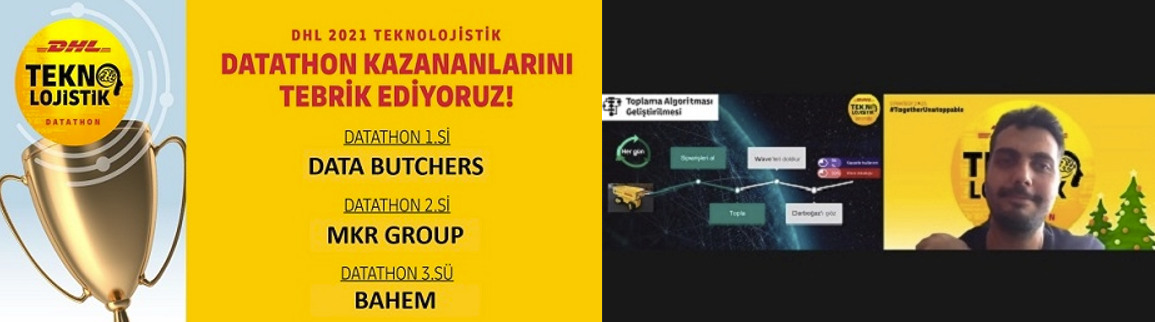 DHL
TEKNO
LOJİSTİK
DATATHON
DHL 2021 TEKNOLOJİSTİK
DATATHON KAZANANLARINI
TEBRİK EDİYORUZ!
DATATHON 1.Sİ
DATA BUTCHERS
DATATHON 2.Sİ
MKR GROUP
DATATHON 3.SÜ
BAHEM
Toplama Algoritması
Geliştirilmesi
Her gün
Siparişleri al
Wave'leri doldur
Topla
Darboğazı çöz
#TogetherUnstoppable